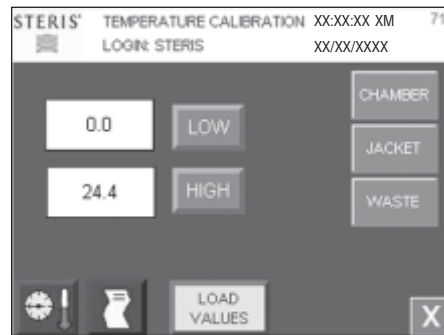 STERIS® TEMPERATURE CALIBRATION XX:XX:XX XM 71
LOGIN: STERIS XX/XX/XXXX
CHAMBER
0.0 LOW
JACKET
24.4 HIGH
WASTE
LOAD
VALUES
X